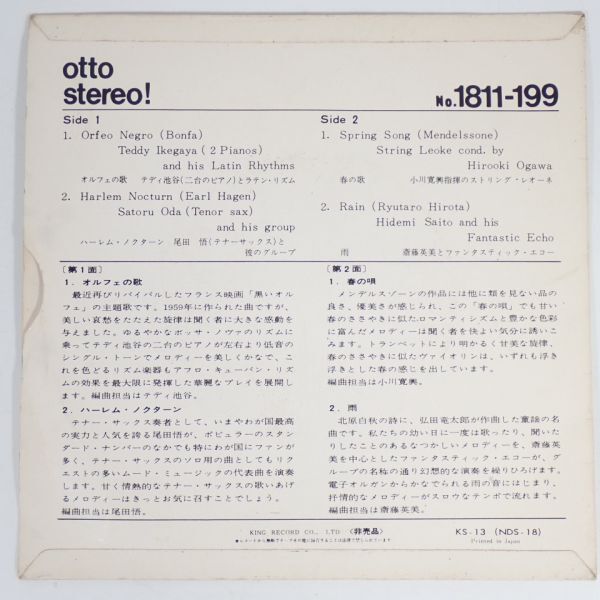 otto
stereo!
No.1811-199
Side 1
1. Orfeo Negro (Bonfa)
Teddy Ikegaya (2 Pianos)
and his Latin Rhythms
オルフェの歌 テディ池谷(二台のピアノ)とラテン・リズム
2. Harlem Nocturn (Earl Hagen)
Satoru Oda (Tenor sax)
and his group
ハーレム・ノクターン 尾田 悟(テナーサックス)と
彼のグループ
Side 2
1. Spring Song (Mendelssone)
String Leoke cond. by
Hirooki Ogawa
春の歌 小川寛興指揮のストリング・レオーネ
2. Rain (Ryutaro Hirota)
Hidemi Saito and his
Fantastic Echo
雨 斎藤英美とファンタスティック・エコー
〔第1面〕
1. オルフェの歌
最近再びリバイバルしたフランス映画「黒いオル
フェ」の主題歌です。1959年に作られた曲ですが、
美しい哀愁をたたえた旋律は聞く者に大きな感動を
与えました。ゆるやかなボッサ・ノヴァのリズムに
乗ってテディ池谷の二台のピアノが左右より低音の
シングル・トーンでメロディーを美しくかなで、こ
れを色どるリズム楽器もアフロ・キューバン・リズ
ムの効果を最大限に発揮した華麗なプレイを展開し
ます。編曲担当はテディ池谷。
2. ハーレム・ノクターン
テナー・サックス奏者として、いまやわが国最高
の実力と人気を誇る尾田悟が、ポピュラーのスタン
ダード・ナンバーのなかでも特にわが国にファンが
多く、テナー・サックスのソロ用の曲としてもリク
エストの多いムード・ミュージックの代表曲を演奏
します。甘く情熱的なテナー・サックスの歌いあげ
るメロディーはきっとお気に召すことでしょう。
編曲担当は尾田悟。
〔第2面〕
1. 春の唄
メンデルスゾーンの作品には他に類を見ない品の
良さ、優美さが感じられ、この「春の唄」でも甘い
春のささやきに似たロマンティシズムと豊かな色彩
に富んだメロディーは聞く者を快よい気分に誘いこ
みます。トランペットにより明かるく甘美な旋律、
春のささやきに似たヴァイオリンは、いずれも浮き
浮きとした春の感じを出しています。
編曲担当は小川寛興。
2. 雨
北原白秋の詩に、弘田竜太郎が作曲した童謡の名
曲です。私たちの幼い日に一度は歌ったり、聞いた
りしたことのあるなつかしいメロディーを、斎藤英
美を中心としたファンタスティック・エコーが、グ
ループの名称の通り幻想的な演奏を繰りひろげます。
電子オルガンからかなでられる雨の音にはじまり、
抒情的なメロディーがスロウなテンポで流れます。
編曲担当は斎藤英美。
KING RECORD CO., LTD. 〈非売品〉
●レコードから無断でテープその他に録音することは法律で禁じられています。
KS-13 (NDS-18)
Printed in Japan